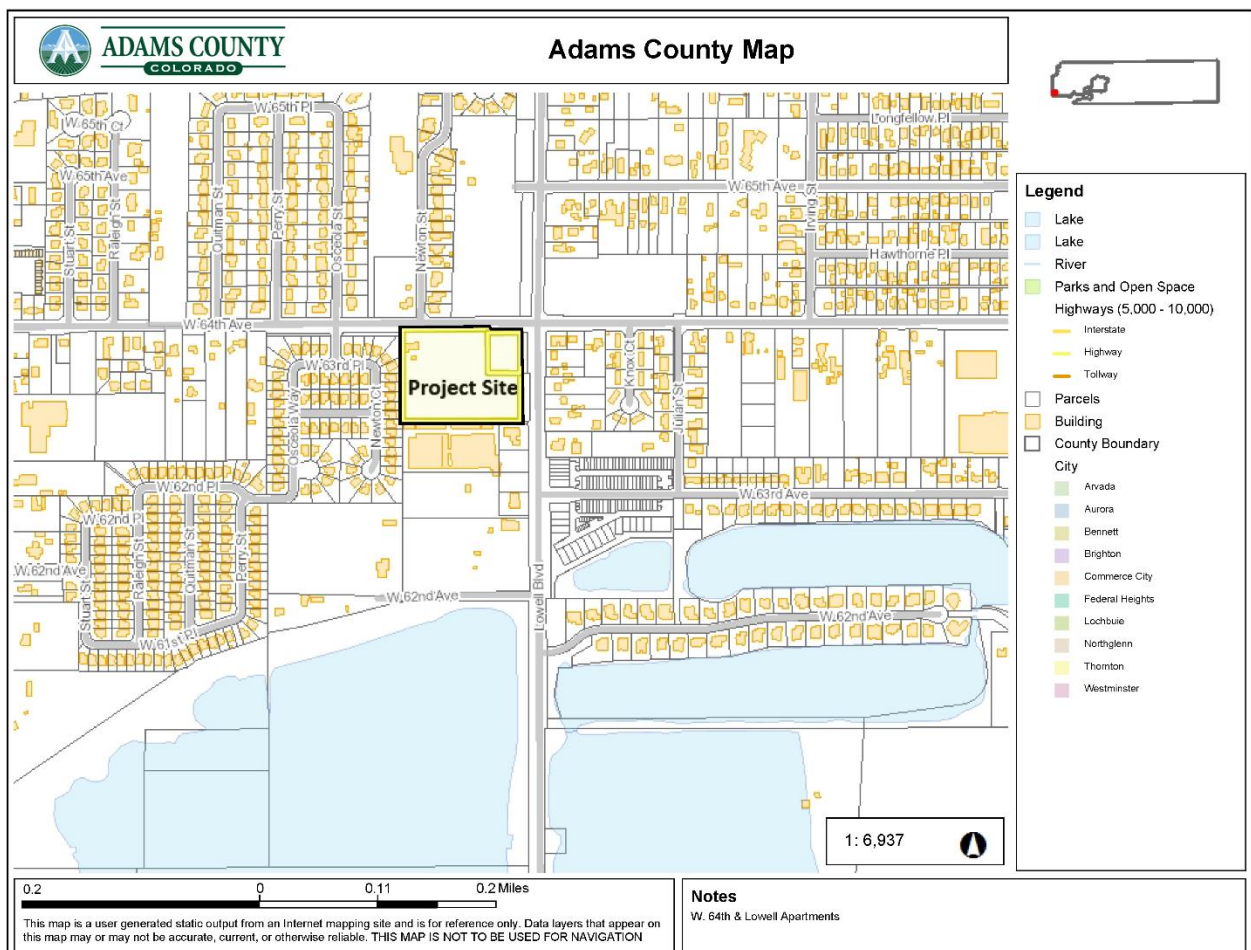 ADAMS COUNTY
COLORADO
Adams County Map
W. 65th Pl
W. 65th Ct
Longfellow Pl
W. 65th Ave
W. 65th Ave
Stuart St
Raleigh St
Quitman St
Perry St
Osceola St
Newton St
Irving St
Hawthorne Pl
W. 64th Ave
W. 63rd Pl
Project Site
Knox Ct
Julian St
Osceola Way
Newton Ct
W. 62nd Pl
W. 63rd Ave
W. 62nd Pl
W. 62nd Ave
Stuart St
Raleigh St
Quitman St
Perry St
W. 62nd Ave
Lowell Blvd
W. 62nd Ave
W. 61st Pl
1: 6,937
Legend
Lake
Lake
River
Parks and Open Space
Highways (5,000 - 10,000)
Interstate
Highway
Tollway
Parcels
Building
County Boundary
City
Arvada
Aurora
Bennett
Brighton
Commerce City
Federal Heights
Lochbuie
Northglenn
Thornton
Westminster
0.2 0 0.11 0.2 Miles
This map is a user generated static output from an Internet mapping site and is for reference only. Data layers that appear on
this map may or may not be accurate, current, or otherwise reliable. THIS MAP IS NOT TO BE USED FOR NAVIGATION
Notes
W. 64th & Lowell Apartments